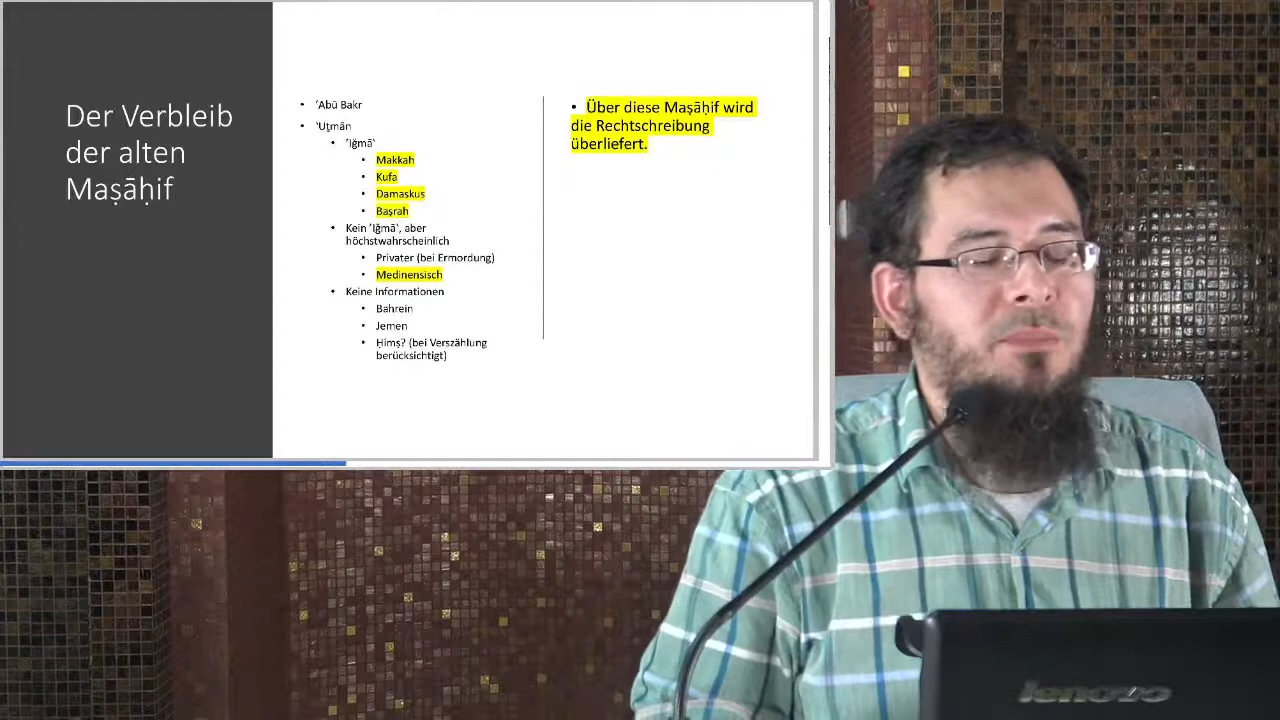 Der Verbleib
der alten
Maṣāḥif
• ʾAbū Bakr
• ʿUṯmān
• ʾIǧmāʿ
• Makkah
• Kufa
• Damaskus
• Baṣrah
• Kein ʾIǧmāʿ, aber
höchstwahrscheinlich
• Privater (bei Ermordung)
• Medinensisch
• Keine Informationen
• Bahrein
• Jemen
• Ḥimṣ? (bei Verszählung
berücksichtigt)
• Über diese Maṣāḥif wird
die Rechtschreibung
überliefert.
lenovo